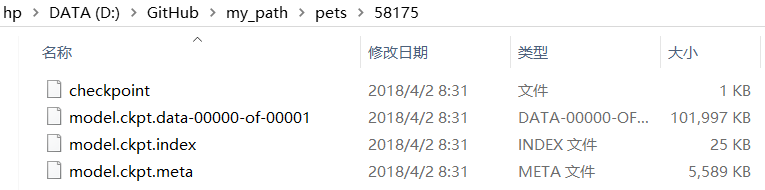 hp > DATA (D:) > GitHub > my_path > pets > 58175
名称 修改日期 类型 大小
checkpoint 2018/4/2 8:31 文件 1 KB
model.ckpt.data-00000-of-00001 2018/4/2 8:31 DATA-00000-OF... 101,997 KB
model.ckpt.index 2018/4/2 8:31 INDEX 文件 25 KB
model.ckpt.meta 2018/4/2 8:31 META 文件 5,589 KB